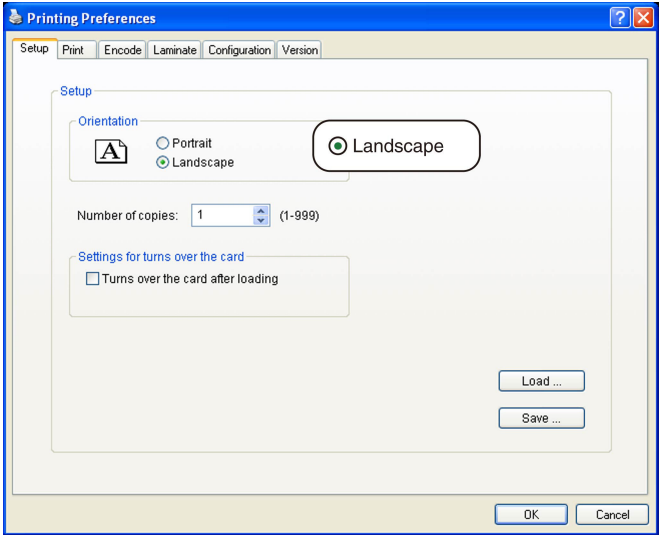 Printing Preferences
Setup Print Encode Laminate Configuration Version
Setup
Orientation
A
Portrait
Landscape
Landscape
Number of copies: 1 (1-999)
Settings for turns over the card
Turns over the card after loading
Load ...
Save ...
OK Cancel